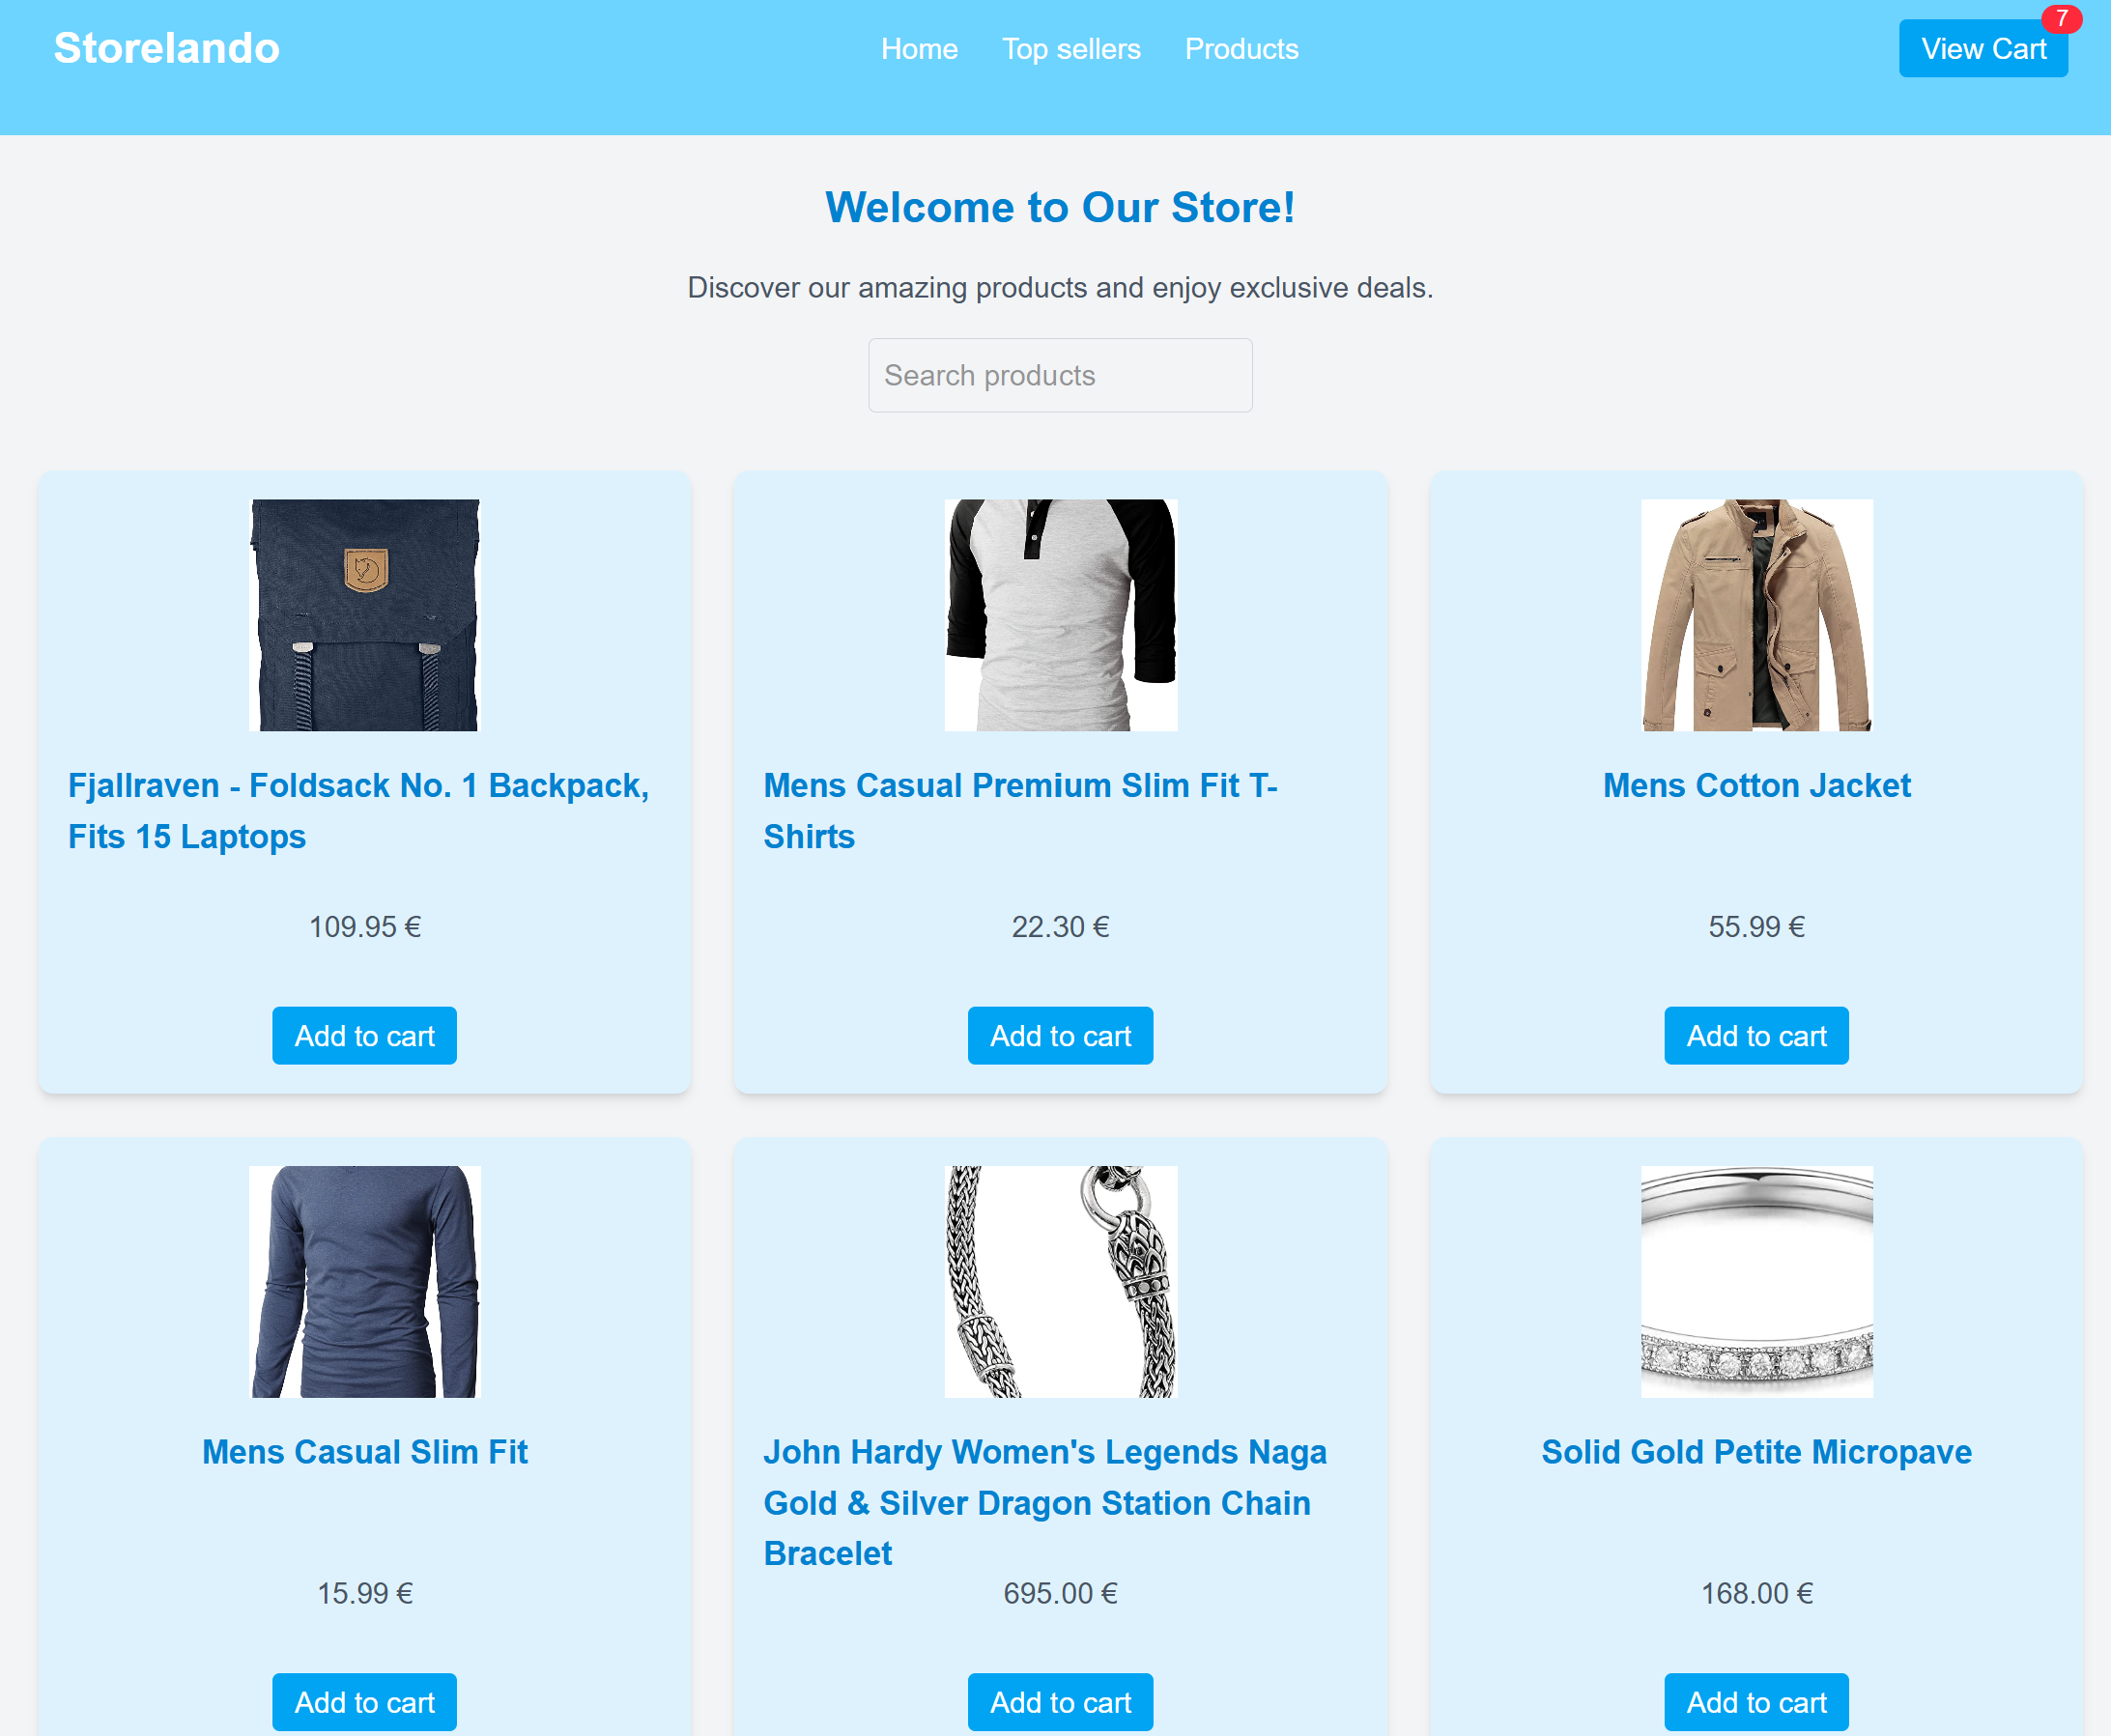 Storelando
Home Top sellers Products
7
View Cart
Welcome to Our Store!
Discover our amazing products and enjoy exclusive deals.
Search products
Fjallraven - Foldsack No. 1 Backpack,
Fits 15 Laptops
109.95 €
Add to cart
Mens Casual Premium Slim Fit T-
Shirts
22.30 €
Add to cart
Mens Cotton Jacket
55.99 €
Add to cart
Mens Casual Slim Fit
15.99 €
Add to cart
John Hardy Women's Legends Naga
Gold & Silver Dragon Station Chain
Bracelet
695.00 €
Add to cart
Solid Gold Petite Micropave
168.00 €
Add to cart